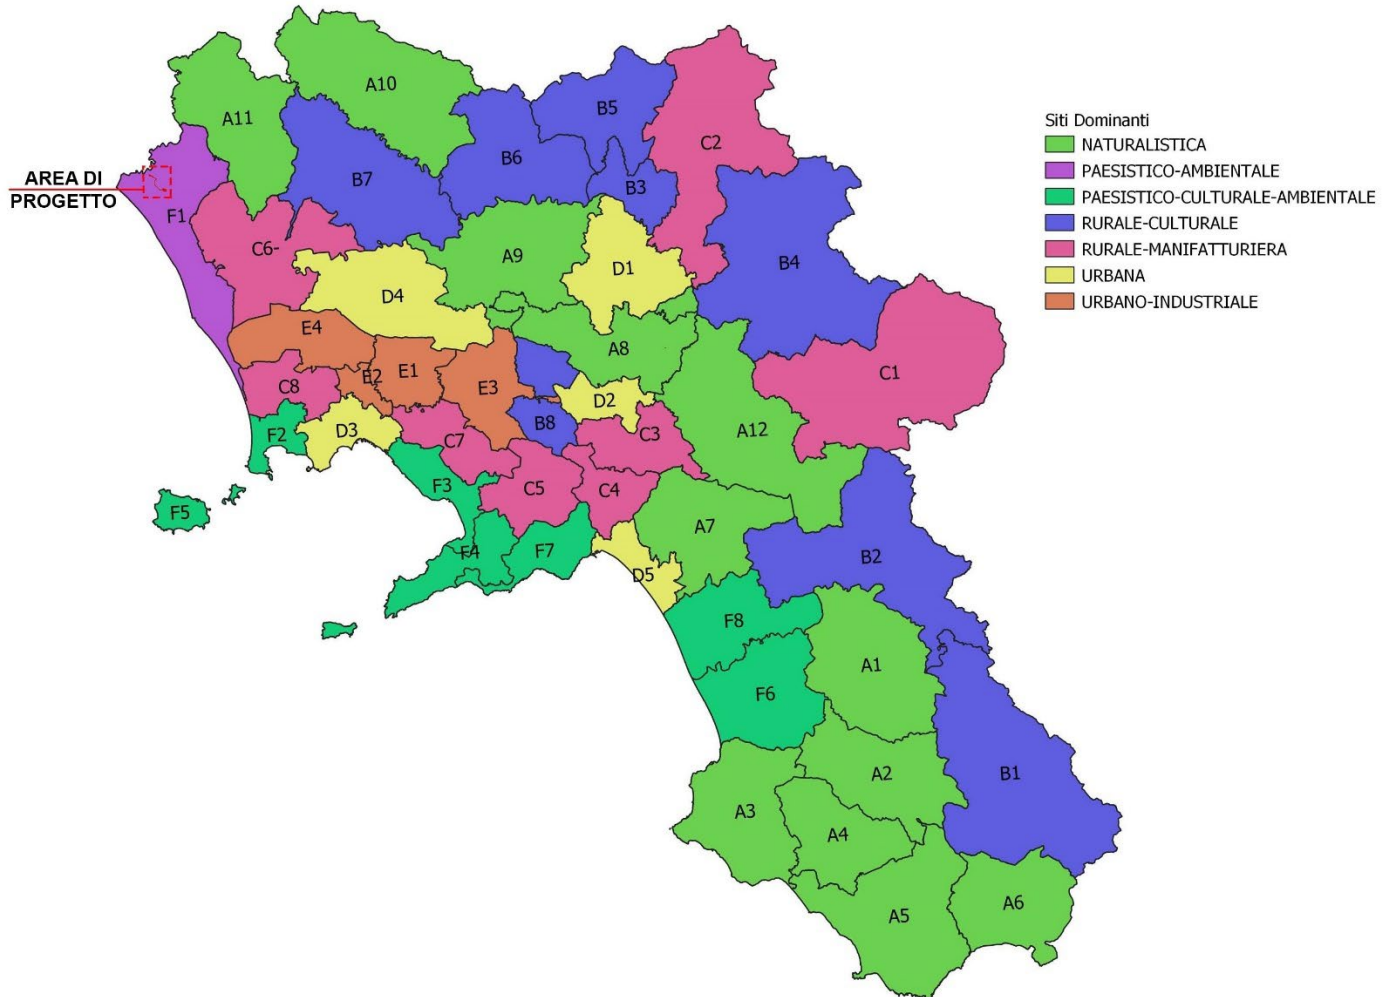 A10
A11
B5
C2
B6
B7
B3
AREA DI
PROGETTO
F1
C6-
A9
D1
B4
D4
E4
A8
E2
E1
E3
C8
C1
D2
B8
F2
D3
C7
C3
A12
F3
C5
C4
F5
A7
F4
F7
B2
D5
F8
A1
F6
A2
B1
A3
A4
A5
A6
Siti Dominanti
NATURALISTICA
PAESISTICO-AMBIENTALE
PAESISTICO-CULTURALE-AMBIENTALE
RURALE-CULTURALE
RURALE-MANIFATTURIERA
URBANA
URBANO-INDUSTRIALE